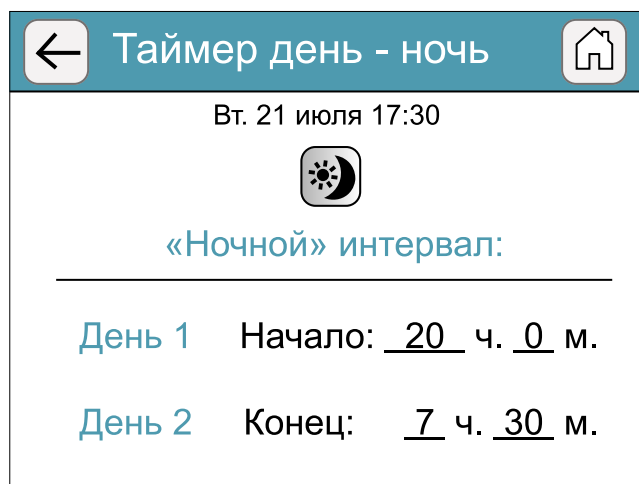 Таймер день - ночь
Вт. 21 июля 17:30
«Ночной» интервал:
День 1 Начало: 20 ч. 0 м.
День 2 Конец: 7 ч. 30 м.